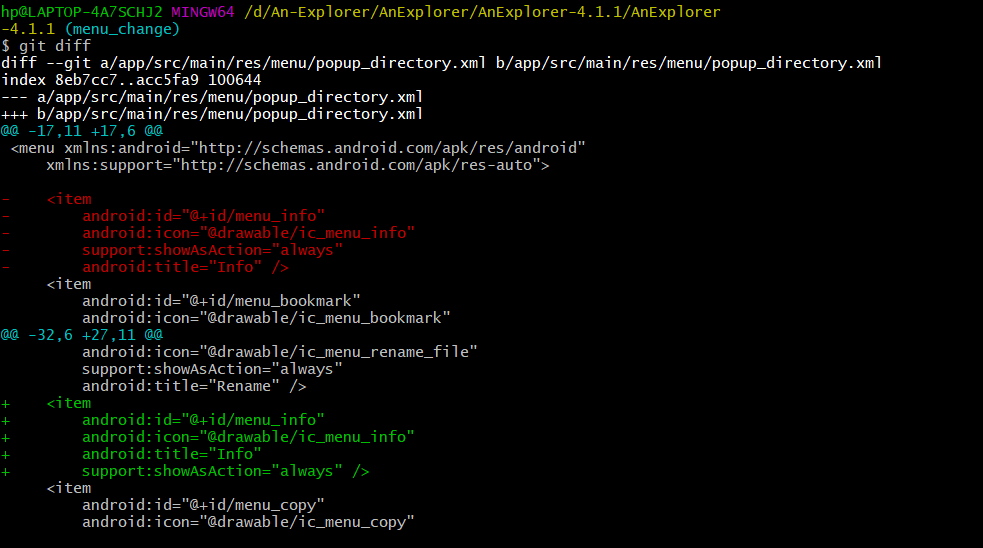 hp@LAPTOP-4A7SCHJ2 MINGW64 /d/An-Explorer/AnExplorer/AnExplorer-4.1.1/AnExplorer
-4.1.1 (menu_change)
$ git diff
diff --git a/app/src/main/res/menu/popup_directory.xml b/app/src/main/res/menu/popup_directory.xml
index 8eb7cc7..acc5fa9 100644
--- a/app/src/main/res/menu/popup_directory.xml
+++ b/app/src/main/res/menu/popup_directory.xml
@@ -17,11 +17,6 @@
 <menu xmlns:android="http://schemas.android.com/apk/res/android"
     xmlns:support="http://schemas.android.com/apk/res-auto">

-    <item
-        android:id="@+id/menu_info"
-        android:icon="@drawable/ic_menu_info"
-        support:showAsAction="always"
-        android:title="Info" />
     <item
         android:id="@+id/menu_bookmark"
         android:icon="@drawable/ic_menu_bookmark"
@@ -32,6 +27,11 @@
         android:icon="@drawable/ic_menu_rename_file"
         support:showAsAction="always"
         android:title="Rename" />
+    <item
+        android:id="@+id/menu_info"
+        android:icon="@drawable/ic_menu_info"
+        android:title="Info"
+        support:showAsAction="always" />
     <item
         android:id="@+id/menu_copy"
         android:icon="@drawable/ic_menu_copy"